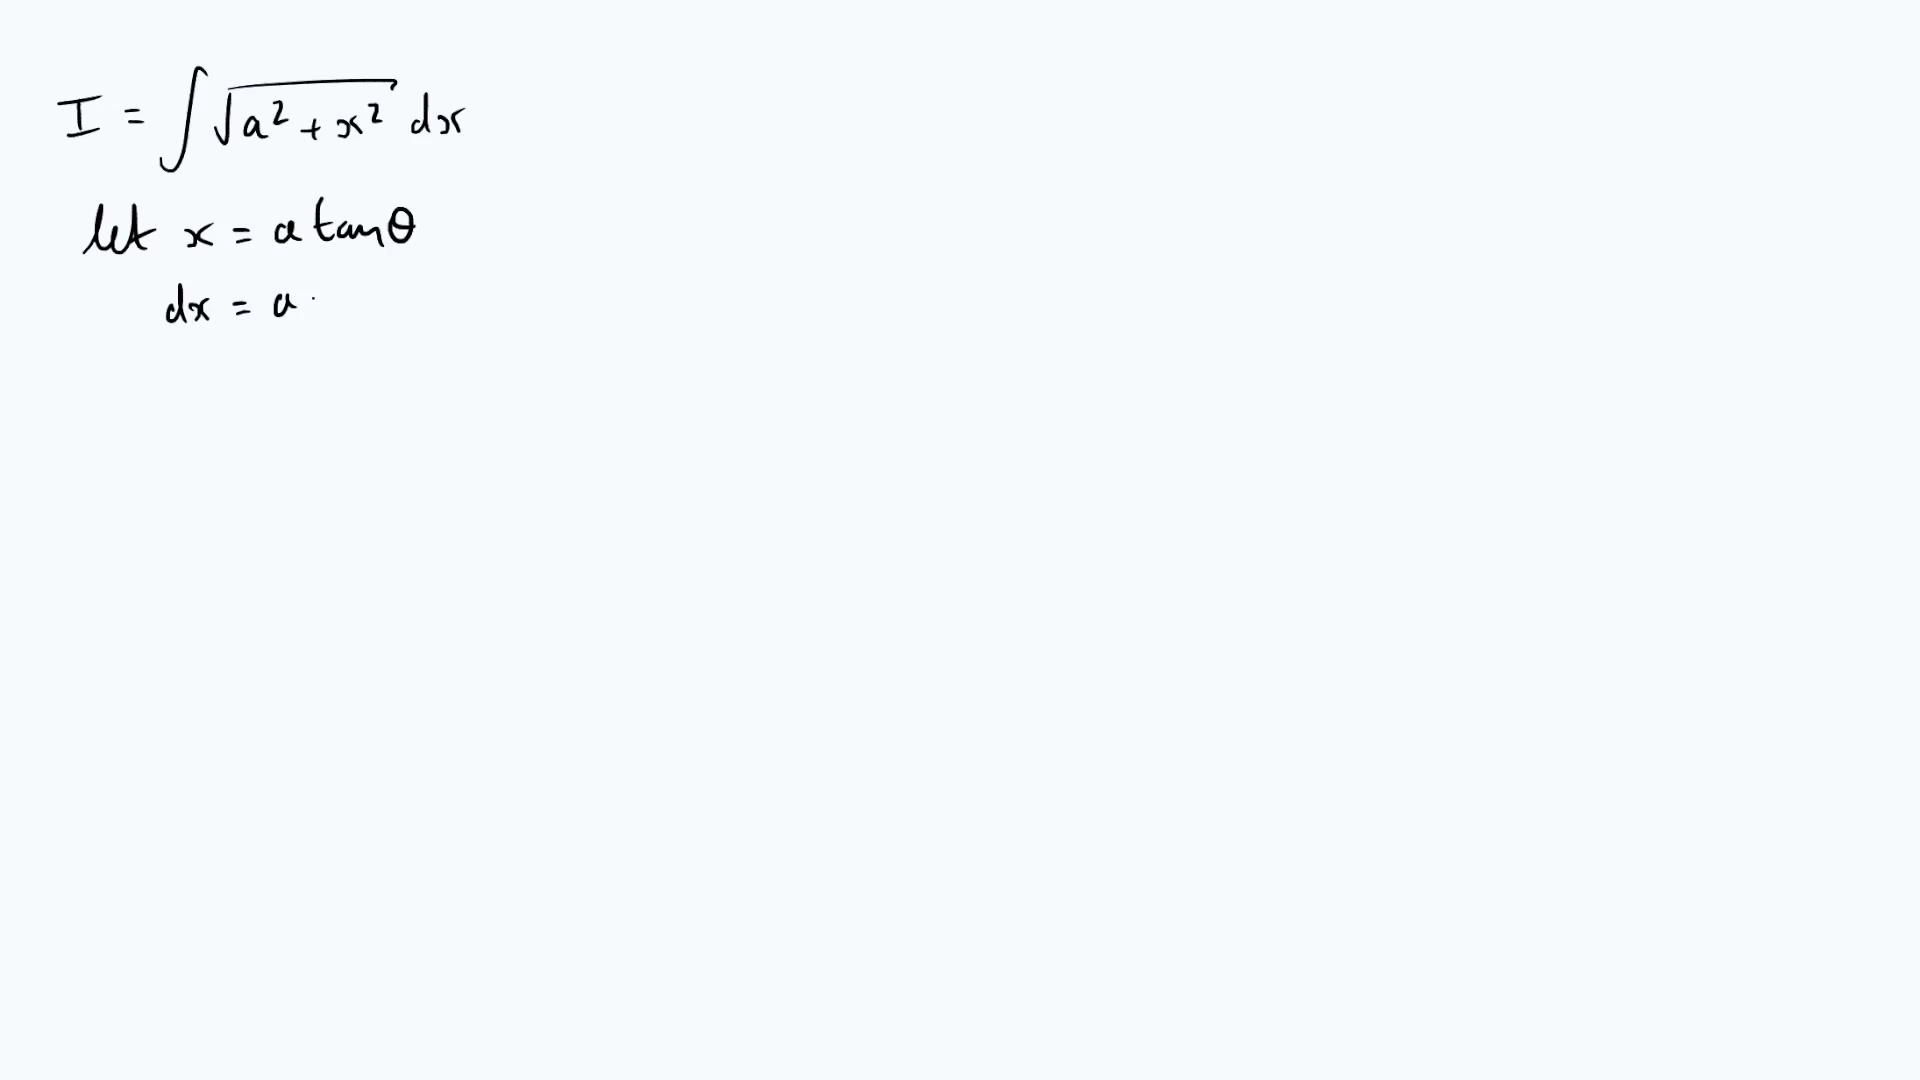 I = ∫√(a² + x²) dx
let x = a tanθ
dx = a